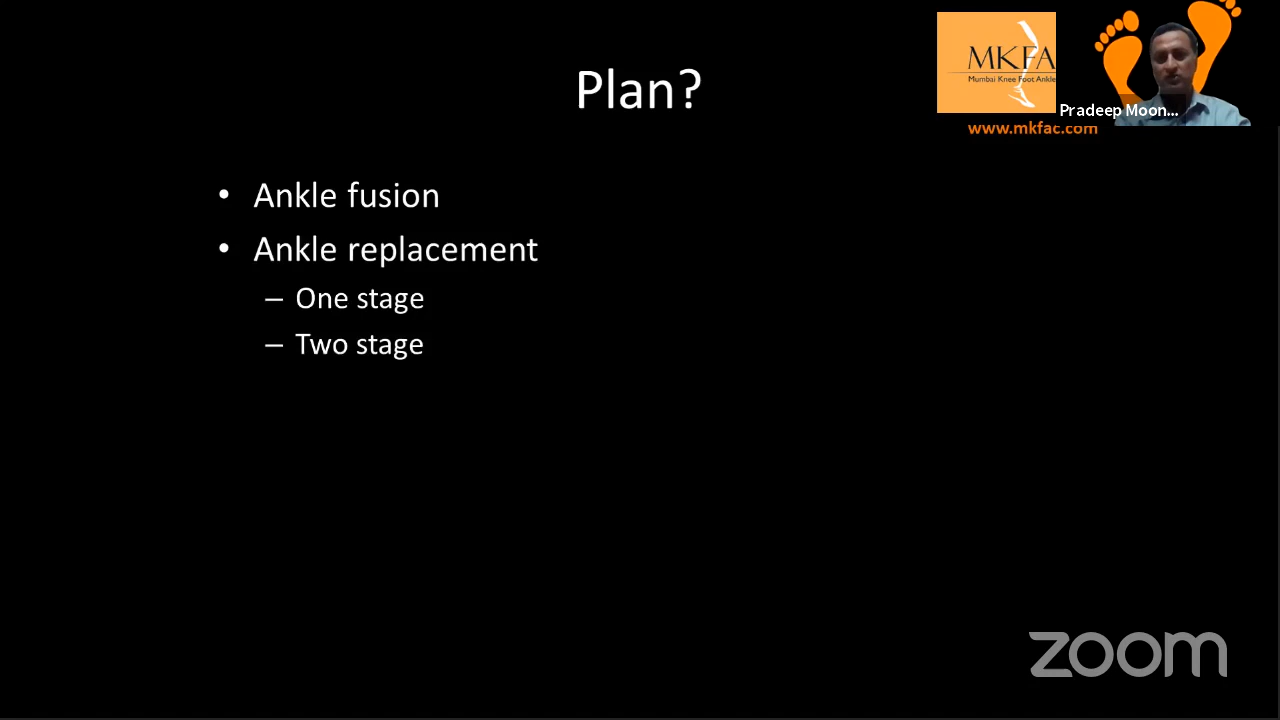 Plan?
MKFA
Mumbai Knee Foot Ankle
Pradeep Moon...
www.mkfac.com
• Ankle fusion
• Ankle replacement
– One stage
– Two stage
zoom